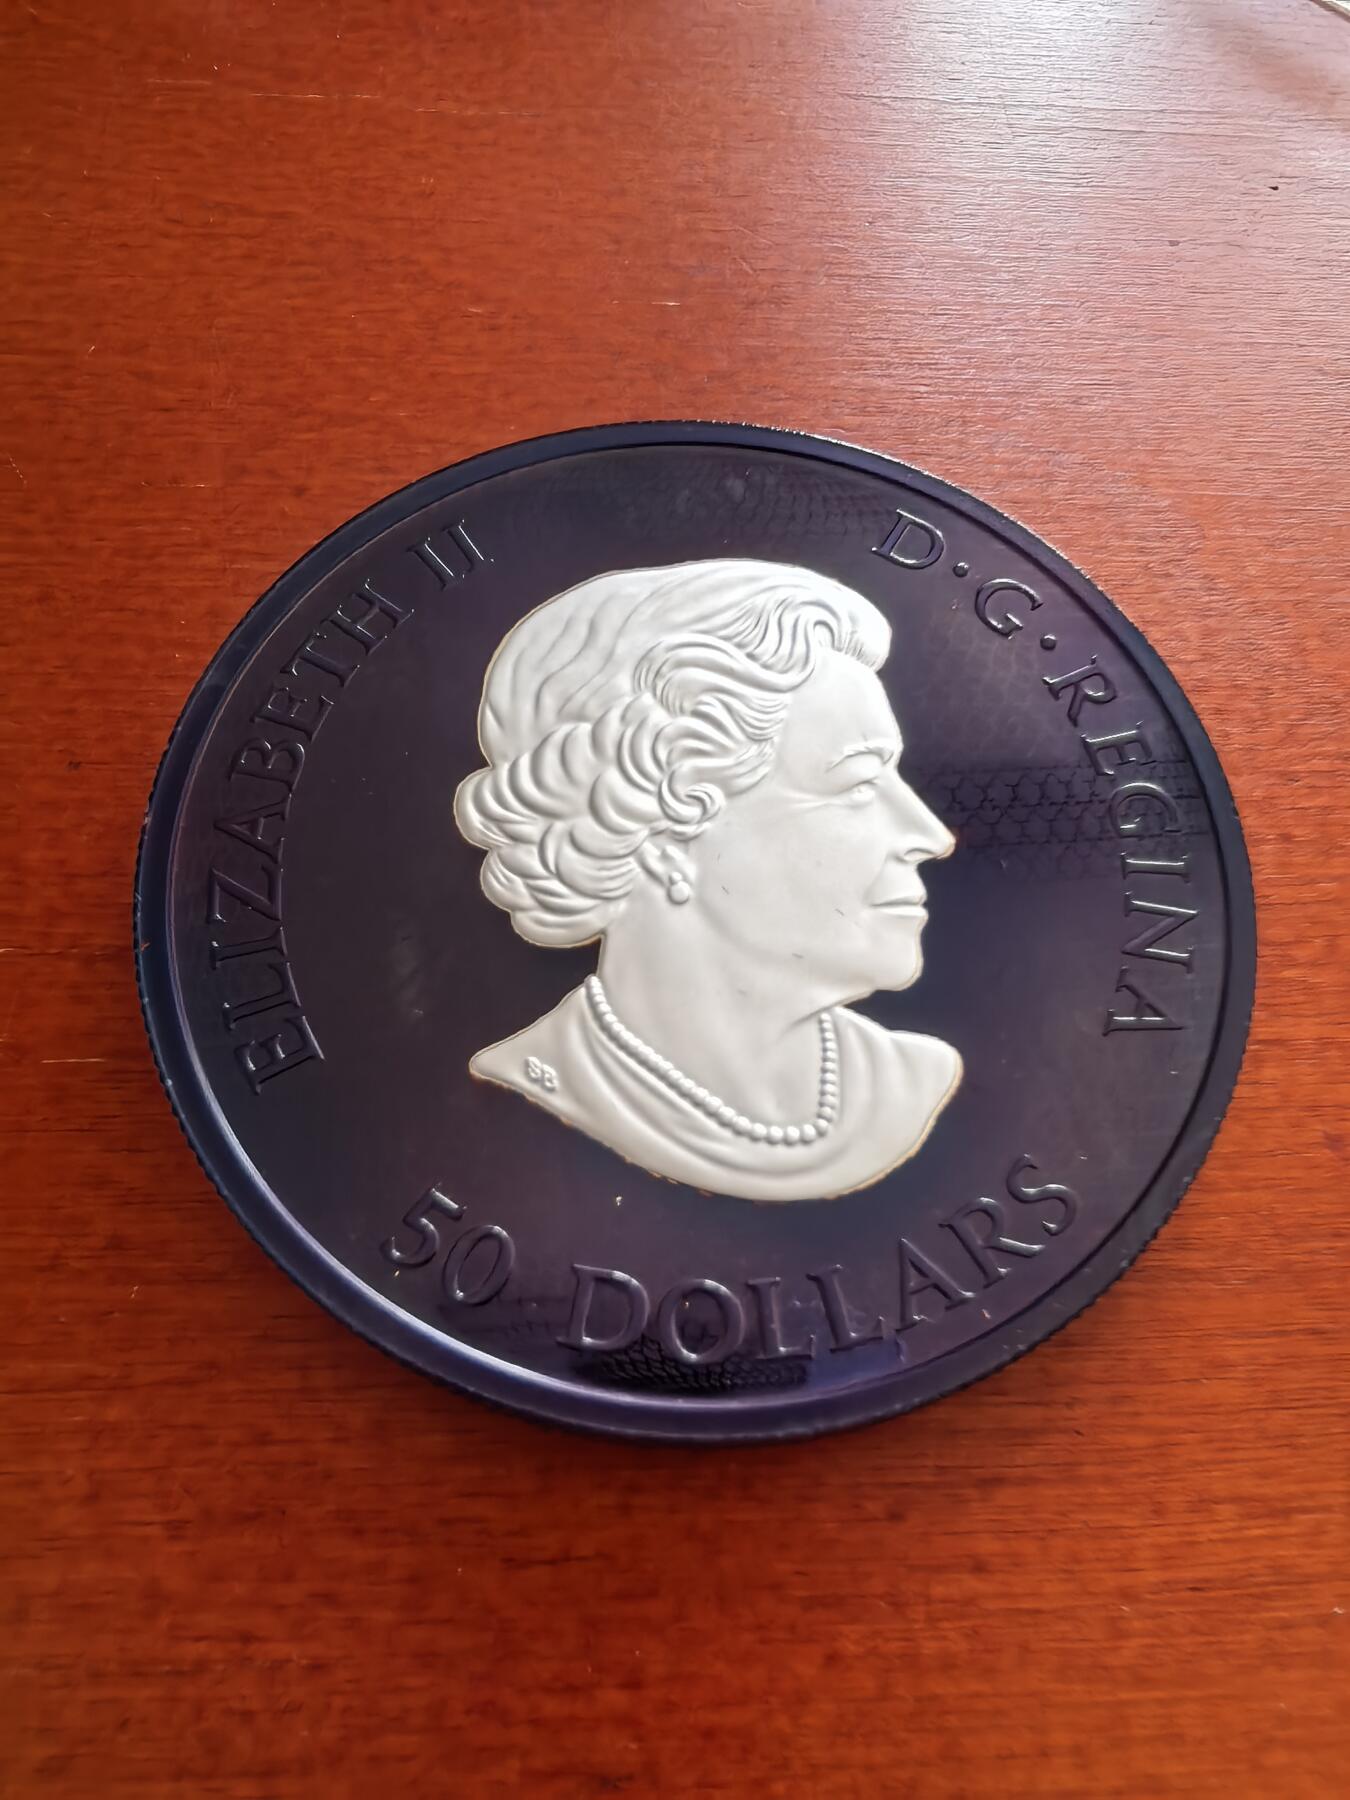 ELIZABETH II
D·G·REGINA
50 DOLLARS
SB